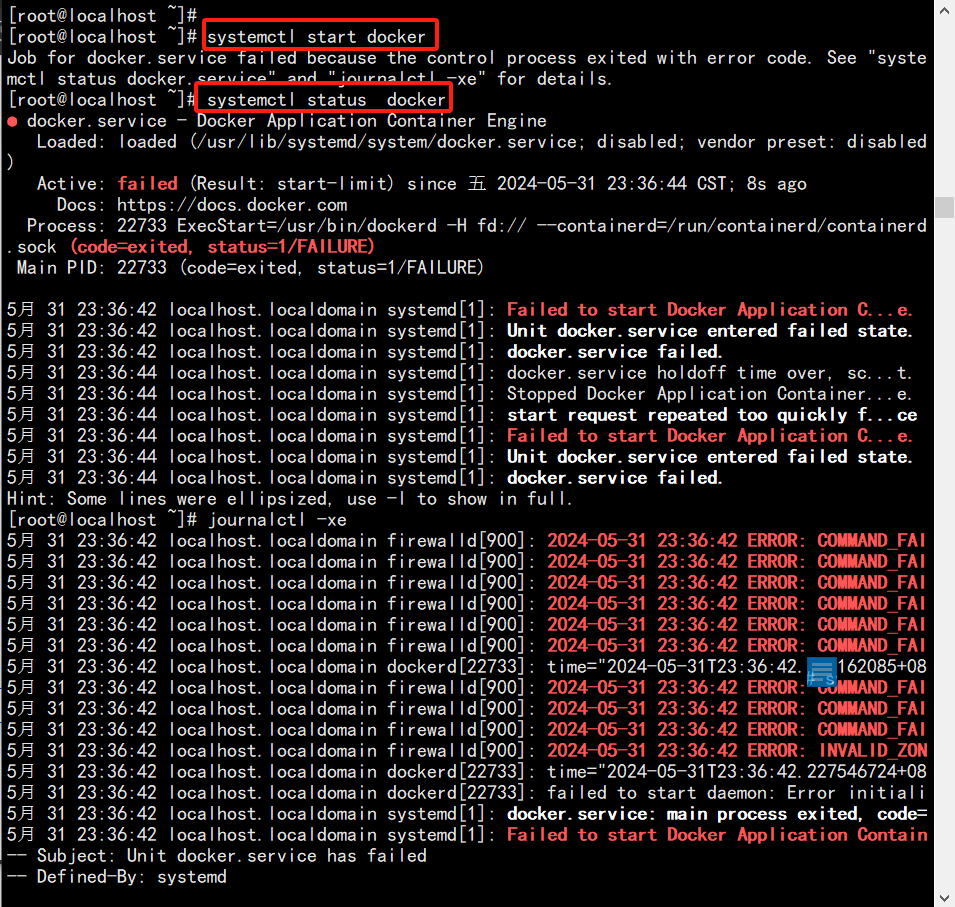 [root@localhost ~]#
[root@localhost ~]# systemctl start docker
Job for docker.service failed because the control process exited with error code. See "syste
mctl status docker.service" and "journalctl -xe" for details.
[root@localhost ~]# systemctl status  docker
● docker.service - Docker Application Container Engine
   Loaded: loaded (/usr/lib/systemd/system/docker.service; disabled; vendor preset: disabled
)
   Active: failed (Result: start-limit) since 五 2024-05-31 23:36:44 CST; 8s ago
     Docs: https://docs.docker.com
  Process: 22733 ExecStart=/usr/bin/dockerd -H fd:// --containerd=/run/containerd/containerd
.sock (code=exited, status=1/FAILURE)
 Main PID: 22733 (code=exited, status=1/FAILURE)
5月 31 23:36:42 localhost.localdomain systemd[1]: Failed to start Docker Application C...e.
5月 31 23:36:42 localhost.localdomain systemd[1]: Unit docker.service entered failed state.
5月 31 23:36:42 localhost.localdomain systemd[1]: docker.service failed.
5月 31 23:36:44 localhost.localdomain systemd[1]: docker.service holdoff time over, sc...t.
5月 31 23:36:44 localhost.localdomain systemd[1]: Stopped Docker Application Container...e.
5月 31 23:36:44 localhost.localdomain systemd[1]: start request repeated too quickly f...ce
5月 31 23:36:44 localhost.localdomain systemd[1]: Failed to start Docker Application C...e.
5月 31 23:36:44 localhost.localdomain systemd[1]: Unit docker.service entered failed state.
5月 31 23:36:44 localhost.localdomain systemd[1]: docker.service failed.
Hint: Some lines were ellipsized, use -l to show in full.
[root@localhost ~]# journalctl -xe
5月 31 23:36:42 localhost.localdomain firewalld[900]: 2024-05-31 23:36:42 ERROR: COMMAND_FAI
5月 31 23:36:42 localhost.localdomain firewalld[900]: 2024-05-31 23:36:42 ERROR: COMMAND_FAI
5月 31 23:36:42 localhost.localdomain firewalld[900]: 2024-05-31 23:36:42 ERROR: COMMAND_FAI
5月 31 23:36:42 localhost.localdomain firewalld[900]: 2024-05-31 23:36:42 ERROR: COMMAND_FAI
5月 31 23:36:42 localhost.localdomain firewalld[900]: 2024-05-31 23:36:42 ERROR: COMMAND_FAI
5月 31 23:36:42 localhost.localdomain firewalld[900]: 2024-05-31 23:36:42 ERROR: COMMAND_FAI
5月 31 23:36:42 localhost.localdomain dockerd[22733]: time="2024-05-31T23:36:42. 162085+08
5月 31 23:36:42 localhost.localdomain firewalld[900]: 2024-05-31 23:36:42 ERROR: COMMAND_FAI
5月 31 23:36:42 localhost.localdomain firewalld[900]: 2024-05-31 23:36:42 ERROR: COMMAND_FAI
5月 31 23:36:42 localhost.localdomain firewalld[900]: 2024-05-31 23:36:42 ERROR: COMMAND_FAI
5月 31 23:36:42 localhost.localdomain firewalld[900]: 2024-05-31 23:36:42 ERROR: INVALID_ZON
5月 31 23:36:42 localhost.localdomain dockerd[22733]: time="2024-05-31T23:36:42.227546724+08
5月 31 23:36:42 localhost.localdomain dockerd[22733]: failed to start daemon: Error initiali
5月 31 23:36:42 localhost.localdomain systemd[1]: docker.service: main process exited, code=
5月 31 23:36:42 localhost.localdomain systemd[1]: Failed to start Docker Application Contain
-- Subject: Unit docker.service has failed
-- Defined-By: systemd